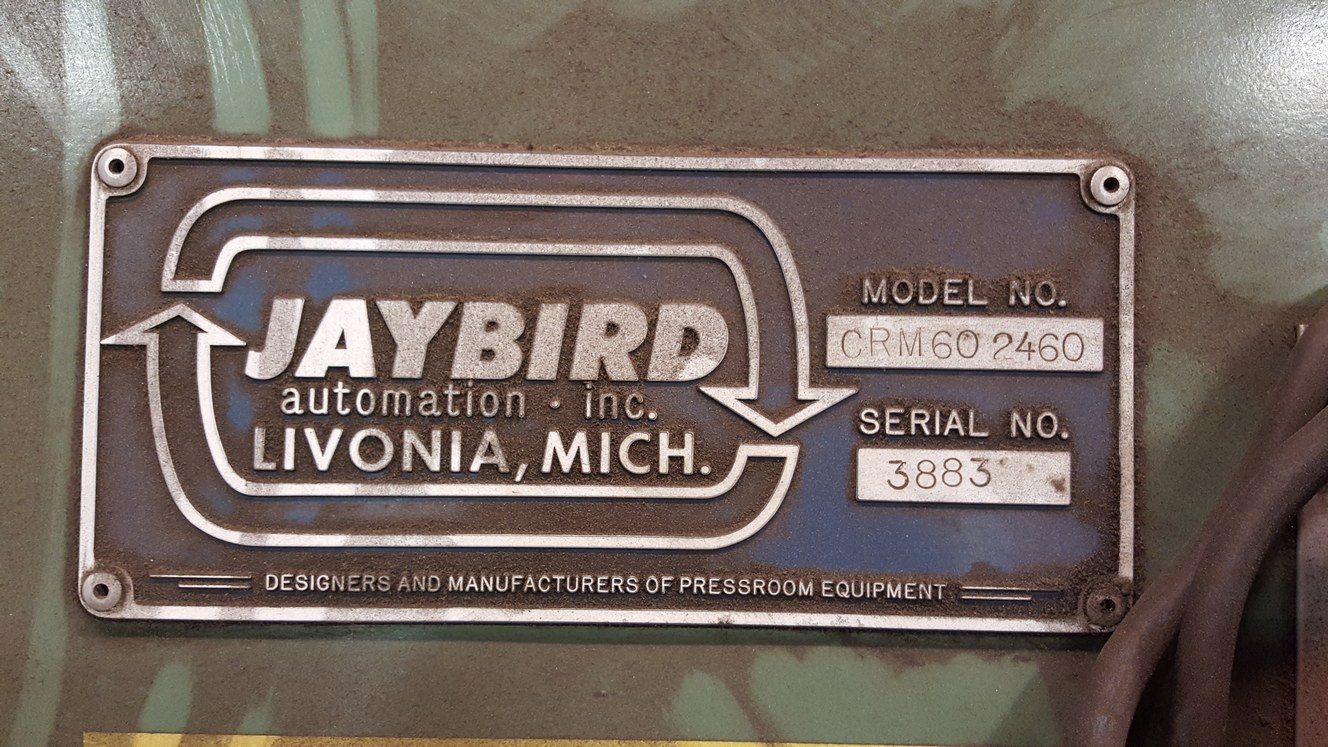 JAYBIRD
automation · inc.
LIVONIA, MICH.
MODEL NO.
CRM60 2460
SERIAL NO.
3883
DESIGNERS AND MANUFACTURERS OF PRESSROOM EQUIPMENT